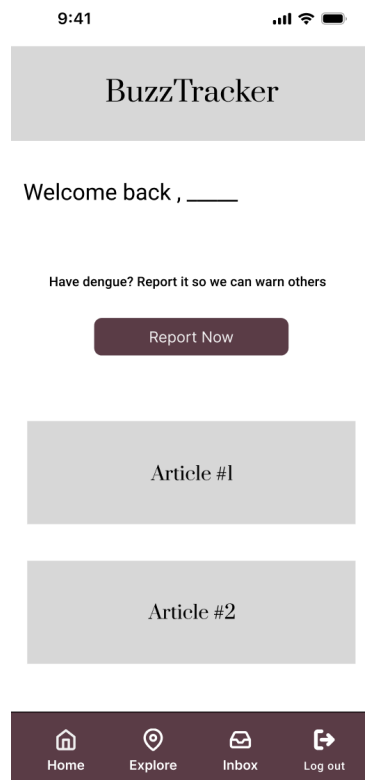 9:41
BuzzTracker
Welcome back , _____
Have dengue? Report it so we can warn others
Report Now
Article #1
Article #2
Home Explore Inbox Log out